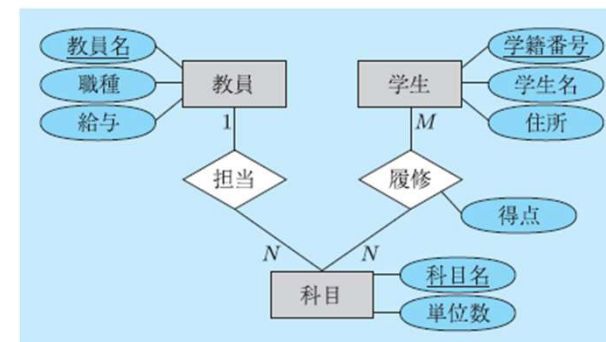 教員名
職種
給与
教員
学生
学籍番号
学生名
住所
1
M
担当
履修
得点
N
N
科目
科目名
単位数